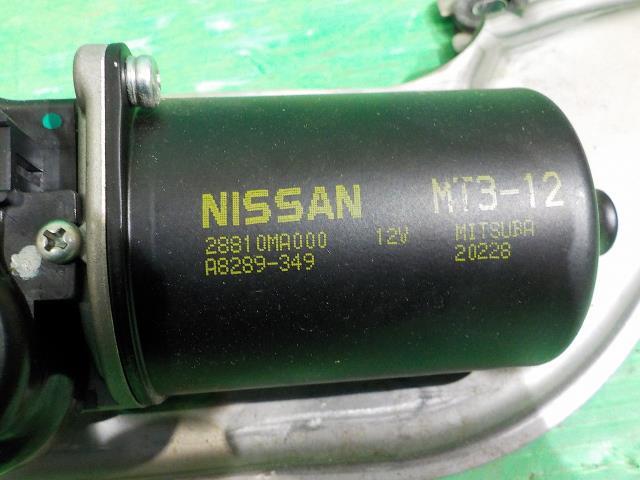 NISSAN MT3-12
28810MA000 12V MITSUBA
A8289-349 20228